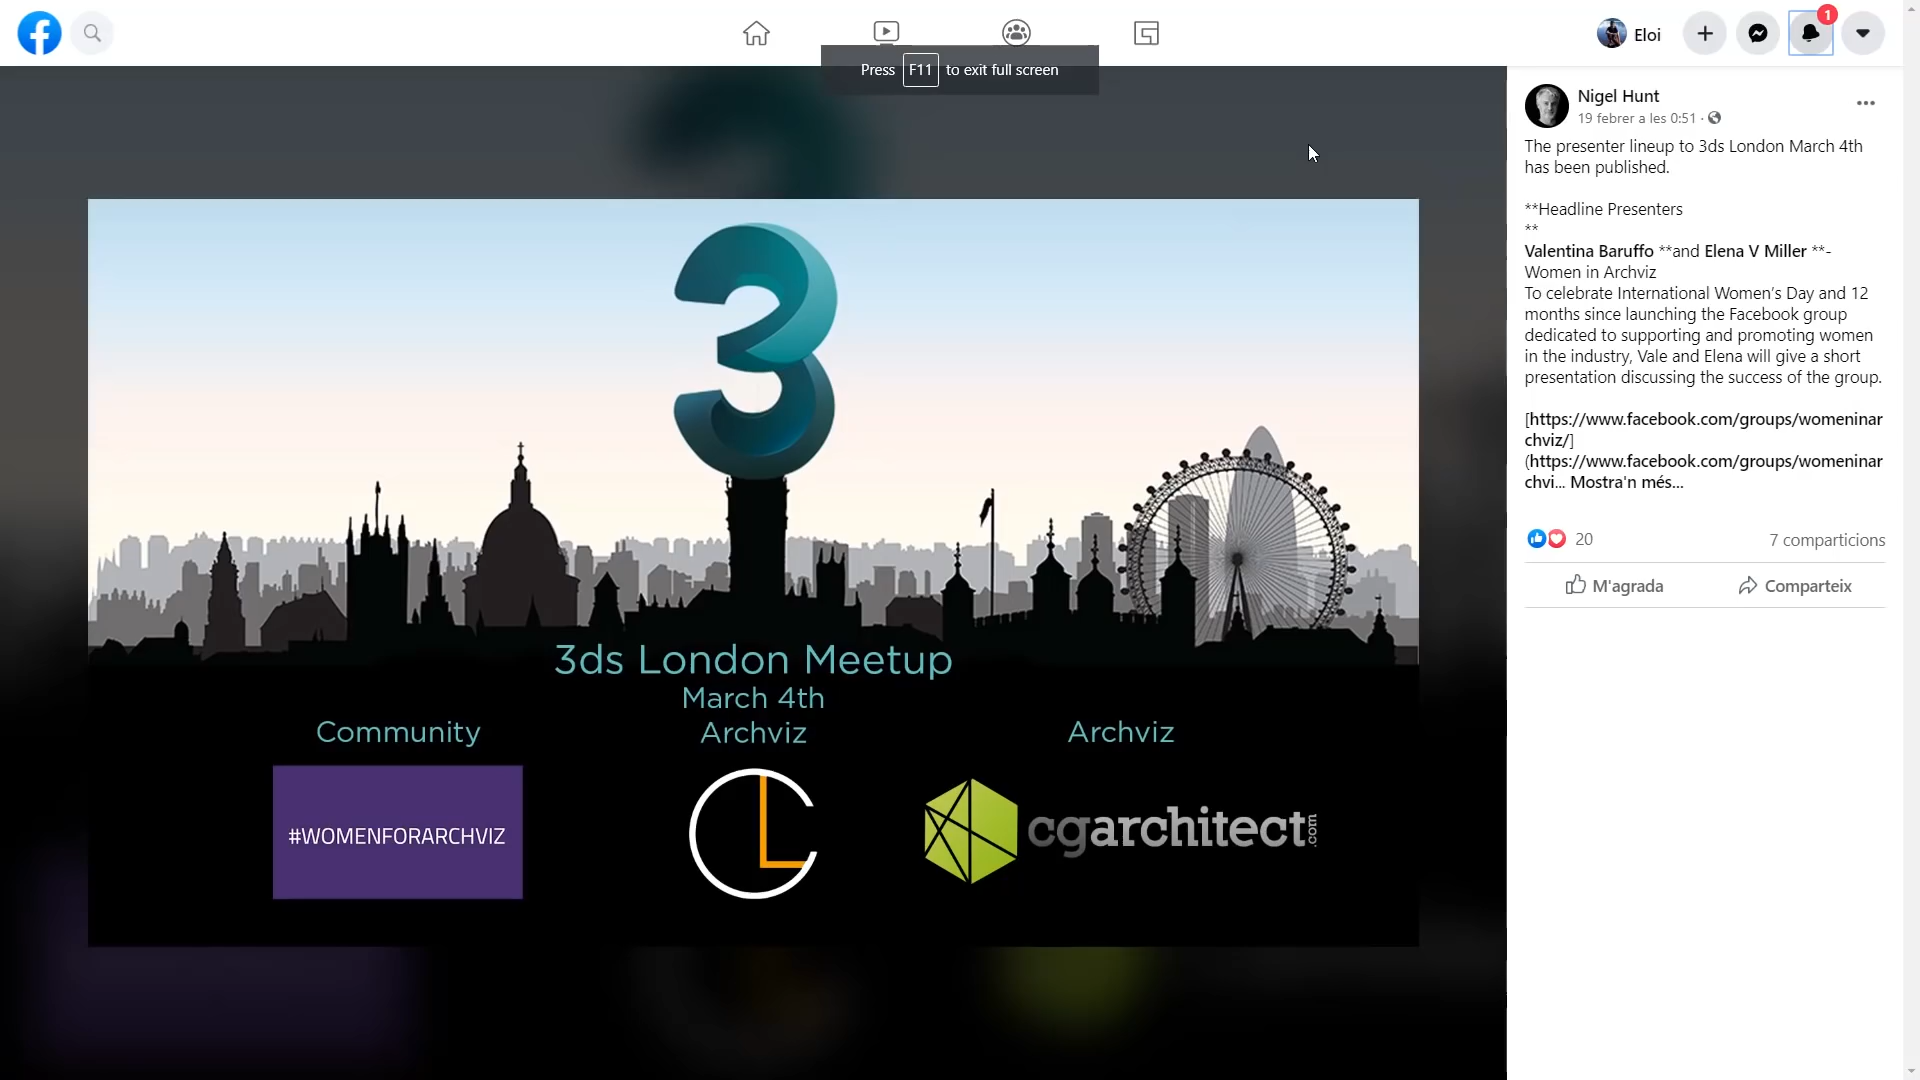 Eloi
1
Press F11 to exit full screen
3
3ds London Meetup
March 4th
Community
Archviz
Archviz
#WOMENFORARCHVIZ
CL
cgarchitect.com
Nigel Hunt
19 febrer a les 0:51 ·
The presenter lineup to 3ds London March 4th
has been published.
**Headline Presenters
**
Valentina Baruffo **and Elena V Miller **-
Women in Archviz
To celebrate International Women's Day and 12
months since launching the Facebook group
dedicated to supporting and promoting women
in the industry, Vale and Elena will give a short
presentation discussing the success of the group.
[https://www.facebook.com/groups/womeninar
chviz/]
(https://www.facebook.com/groups/womeninar
chvi... Mostra'n més...
20
7 comparticions
M'agrada
Comparteix